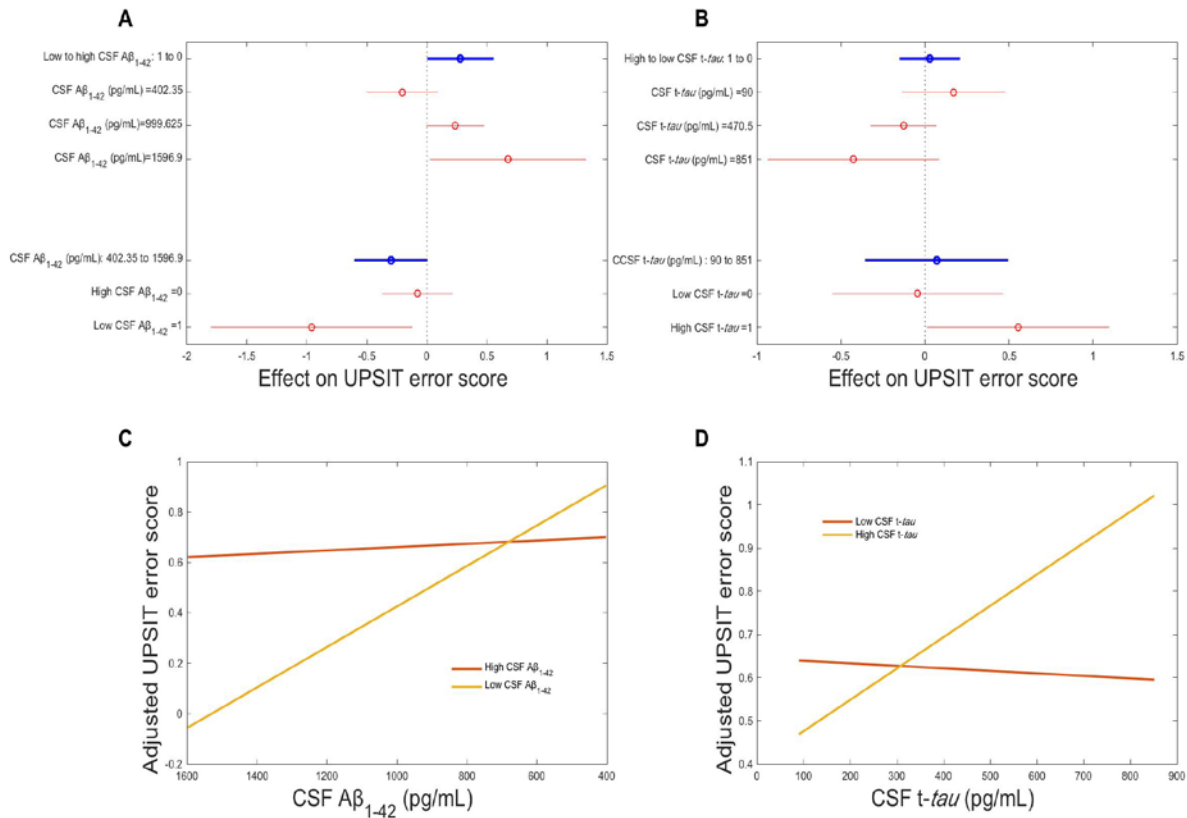 A
Low to high CSF Aβ1-42: 1 to 0
CSF Aβ1-42 (pg/mL) =402.35
CSF Aβ1-42 (pg/mL)=999.625
CSF Aβ1-42 (pg/mL)=1596.9
CSF Aβ1-42 (pg/mL): 402.35 to 1596.9
High CSF Aβ1-42 =0
Low CSF Aβ1-42 =1
-2 -1.5 -1 -0.5 0 0.5 1 1.5
Effect on UPSIT error score
B
High to low CSF t-tau: 1 to 0
CSF t-tau (pg/mL) =90
CSF t-tau (pg/mL) =470.5
CSF t-tau (pg/mL) =851
CCSF t-tau (pg/mL) : 90 to 851
Low CSF t-tau=0
High CSF t-tau=1
-1 -0.5 0 0.5 1 1.5
Effect on UPSIT error score
C
Adjusted UPSIT error score
1
0.8
0.6
0.4
0.2
0
-0.2
High CSF Aβ1-42
Low CSF Aβ1-42
1600 1400 1200 1000 800 600 400
CSF Aβ1-42 (pg/mL)
D
Adjusted UPSIT error score
1.1
1
0.9
0.8
0.7
0.6
0.5
0.4
Low CSF t-tau
High CSF t-tau
0 100 200 300 400 500 600 700 800 900
CSF t-tau (pg/mL)